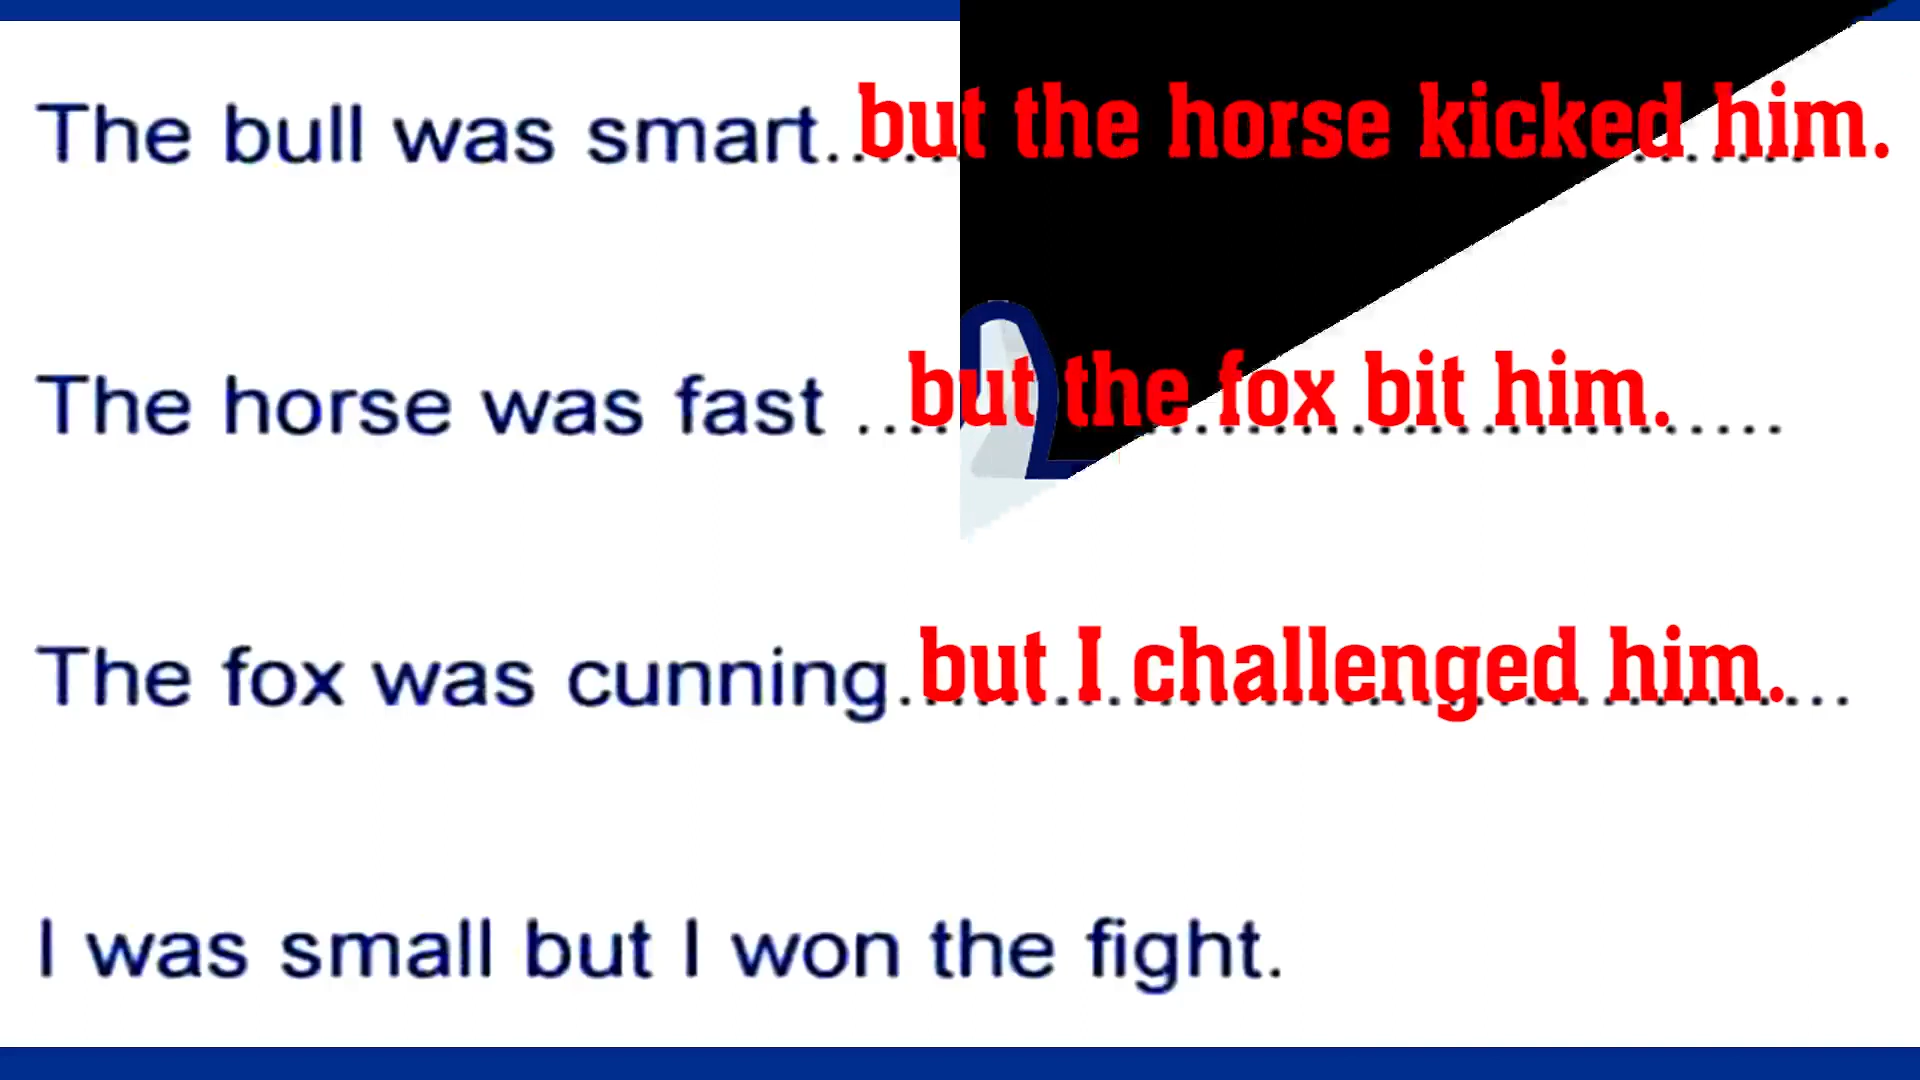 The bull was smart..... but the horse kicked him.
The horse was fast ..... but the fox bit him.
The fox was cunning..... but I challenged him.
I was small but I won the fight.